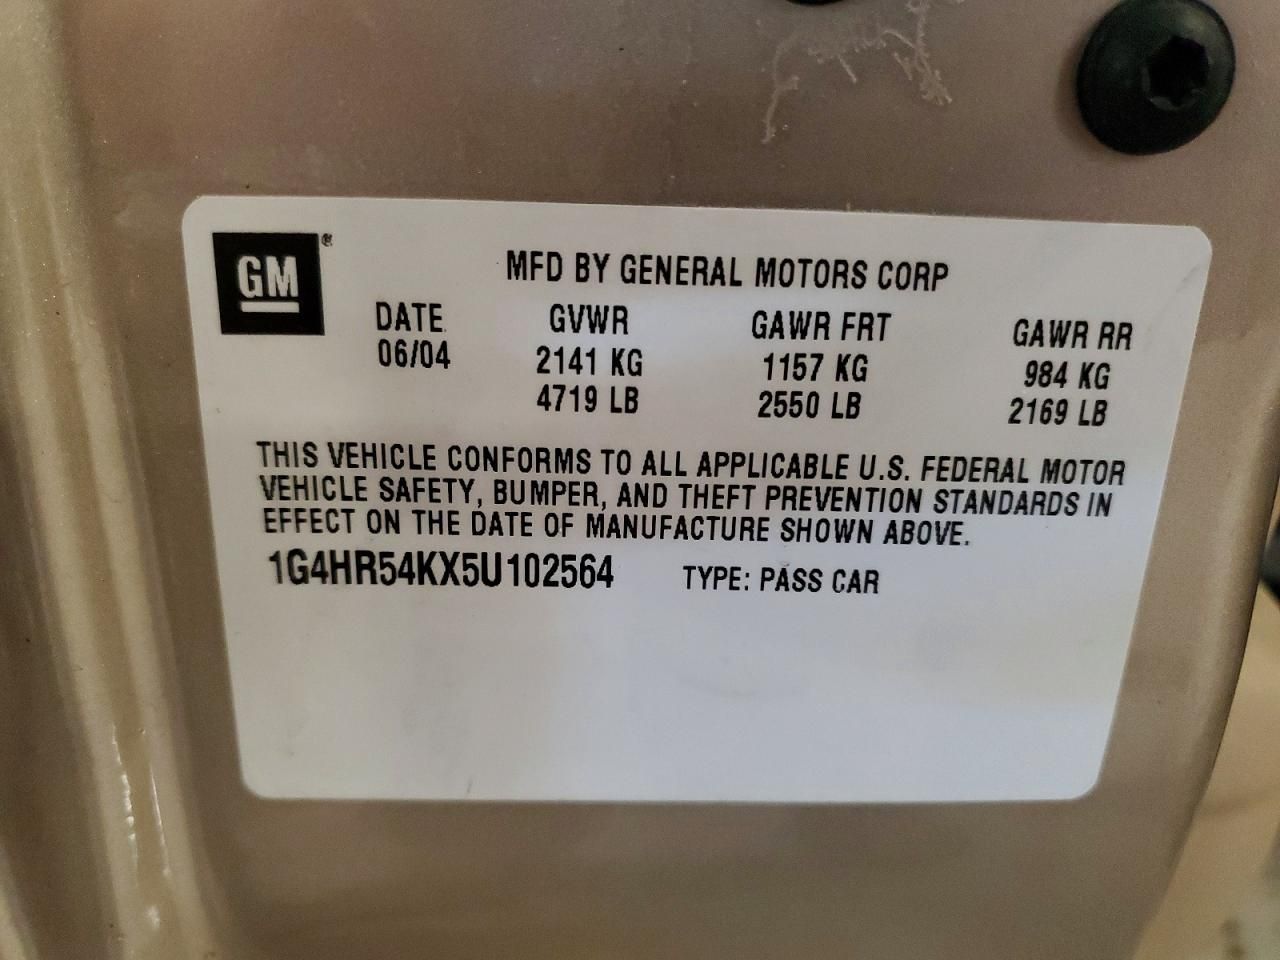 GM®
MFD BY GENERAL MOTORS CORP
DATE GVWR GAWR FRT GAWR RR
06/04 2141 KG 1157 KG 984 KG
4719 LB 2550 LB 2169 LB
THIS VEHICLE CONFORMS TO ALL APPLICABLE U.S. FEDERAL MOTOR
VEHICLE SAFETY, BUMPER, AND THEFT PREVENTION STANDARDS IN
EFFECT ON THE DATE OF MANUFACTURE SHOWN ABOVE.
1G4HR54KX5U102564 TYPE: PASS CAR